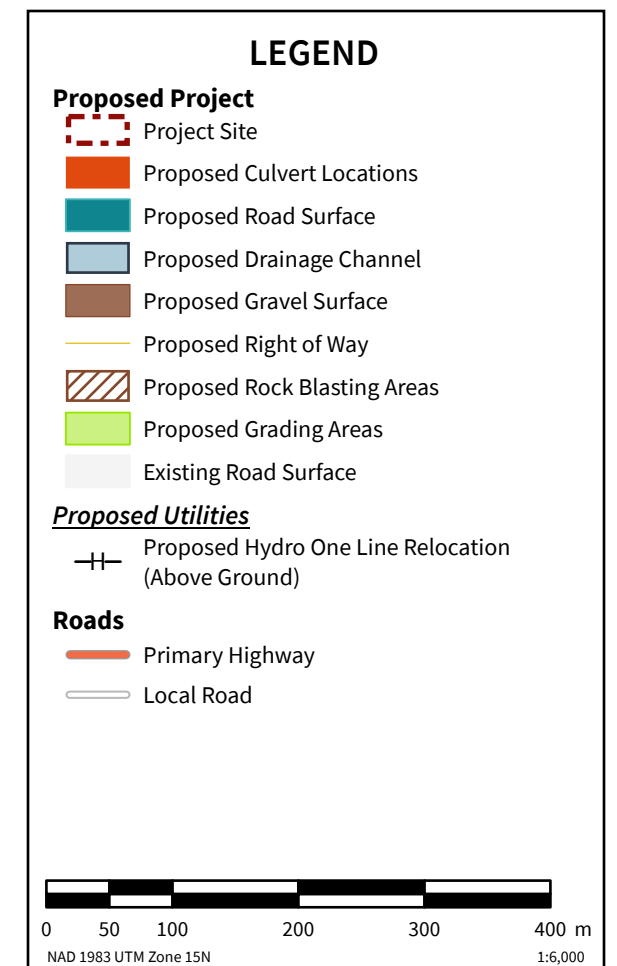 LEGEND
Proposed Project
Project Site
Proposed Culvert Locations
Proposed Road Surface
Proposed Drainage Channel
Proposed Gravel Surface
Proposed Right of Way
Proposed Rock Blasting Areas
Proposed Grading Areas
Existing Road Surface
Proposed Utilities
H
Proposed Hydro One Line Relocation
(Above Ground)
Roads
Primary Highway
Local Road
0 50 100 200 300 400 m
NAD 1983 UTM Zone 15N 1:6,000